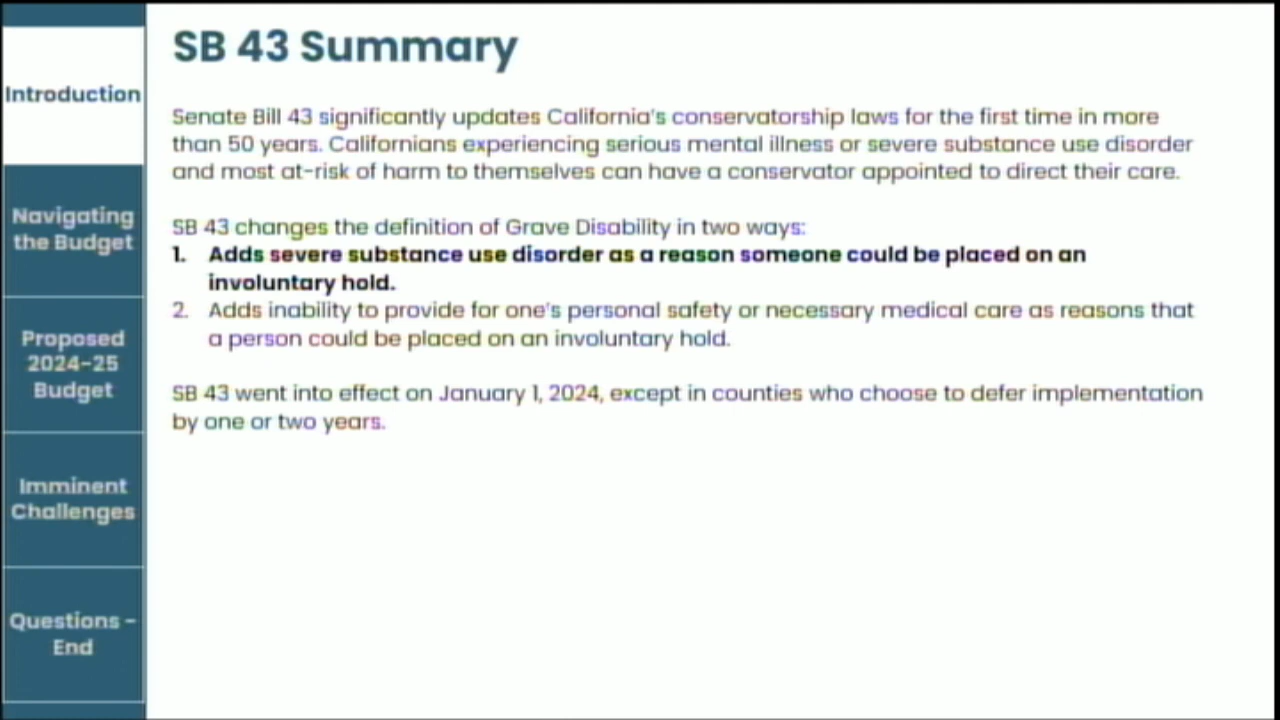 Introduction
Navigating
the Budget
Proposed
2024-25
Budget
Imminent
Challenges
Questions -
End
SB 43 Summary
Senate Bill 43 significantly updates California's conservatorship laws for the first time in more
than 50 years. Californians experiencing serious mental illness or severe substance use disorder
and most at-risk of harm to themselves can have a conservator appointed to direct their care.
SB 43 changes the definition of Grave Disability in two ways:
1. Adds severe substance use disorder as a reason someone could be placed on an
involuntary hold.
2. Adds inability to provide for one's personal safety or necessary medical care as reasons that
a person could be placed on an involuntary hold.
SB 43 went into effect on January 1, 2024, except in counties who choose to defer implementation
by one or two years.